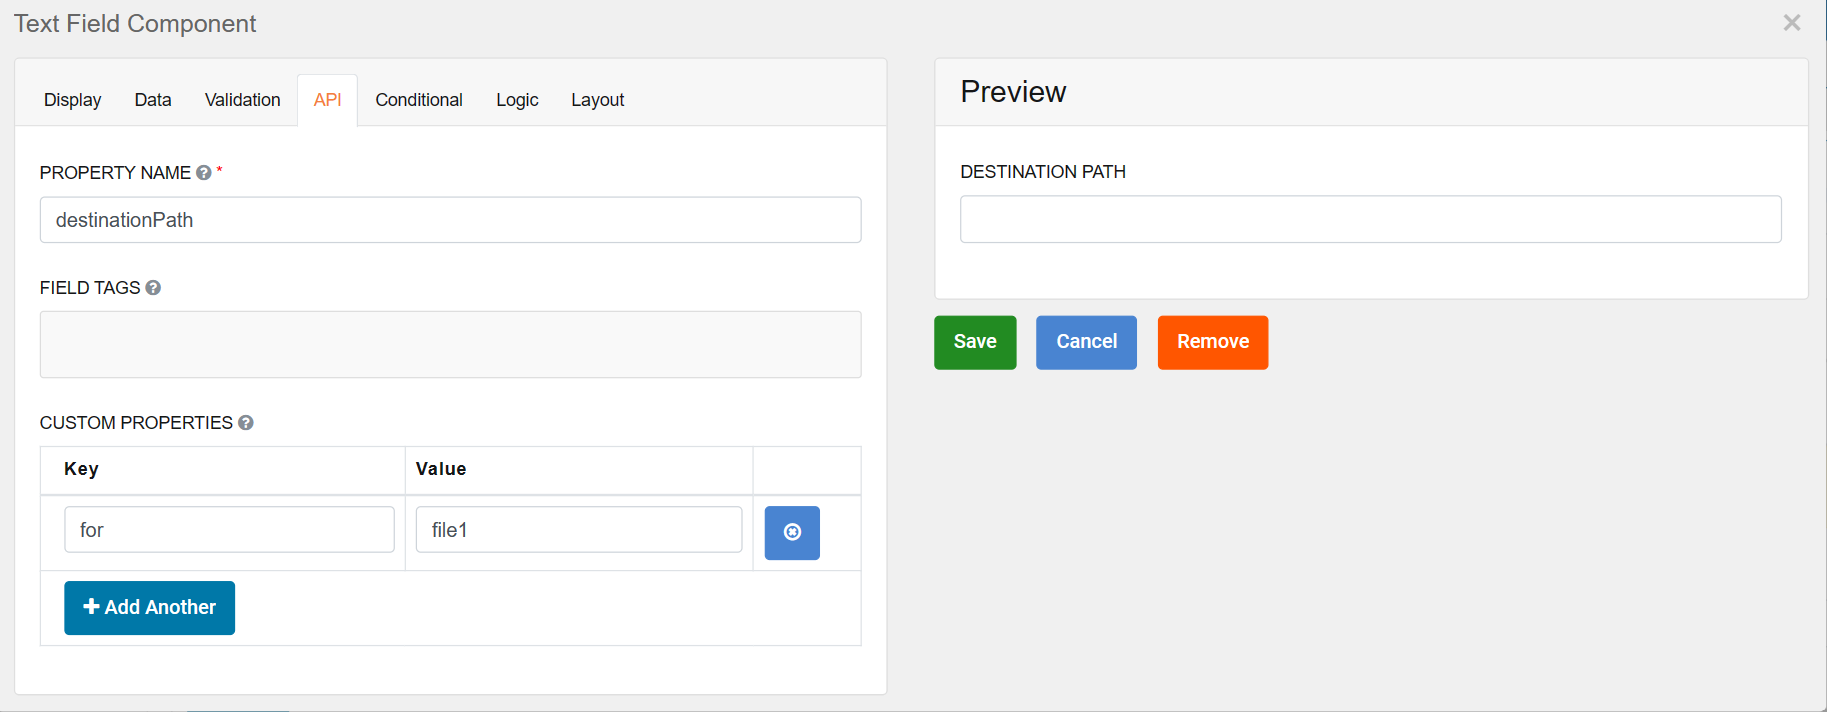 Text Field Component
Display Data Validation API Conditional Logic Layout
PROPERTY NAME *
destinationPath
FIELD TAGS
CUSTOM PROPERTIES
Key Value
for file1
Add Another
Preview
DESTINATION PATH
Save Cancel Remove